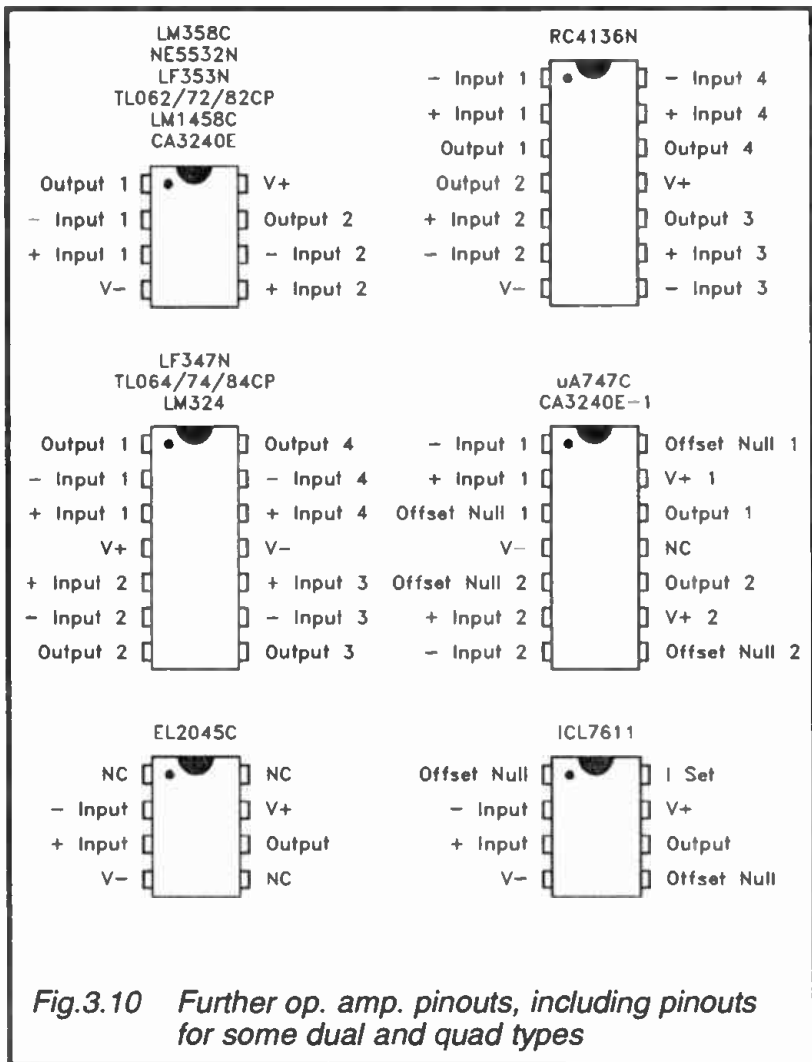 LM358C
NE5532N
LF353N
TL062/72/82CP
LM1458C
CA3240E
Output 1
- Input 1
+ Input 1
V-
V+
Output 2
- Input 2
+ Input 2
RC4136N
- Input 1
+ Input 1
Output 1
Output 2
+ Input 2
- Input 2
V-
- Input 4
+ Input 4
Output 4
V+
Output 3
+ Input 3
- Input 3
LF347N
TL064/74/84CP
LM324
Output 1
- Input 1
+ Input 1
V+
+ Input 2
- Input 2
Output 2
Output 4
- Input 4
+ Input 4
V-
+ Input 3
- Input 3
Output 3
uA747C
CA3240E-1
- Input 1
+ Input 1
Offset Null 1
V-
Offset Null 2
+ Input 2
- Input 2
Offset Null 1
V+ 1
Output 1
NC
Output 2
V+ 2
Offset Null 2
EL2045C
NC
- Input
+ Input
V-
NC
V+
Output
NC
ICL7611
Offset Null
- Input
+ Input
V-
I Set
V+
Output
Offset Null
Fig.3.10 Further op. amp. pinouts, including pinouts
for some dual and quad types